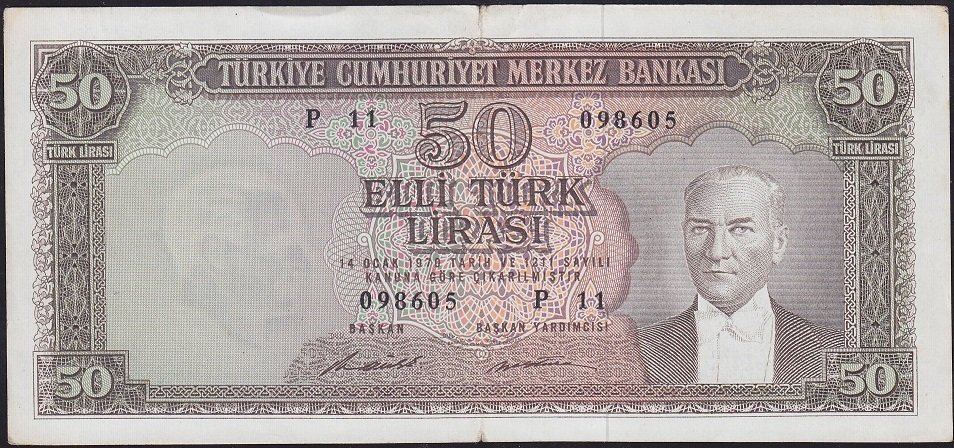 TÜRKİYE CUMHURİYET MERKEZ BANKASI
50 50
P 11 50 098605
TÜRK LİRASI TÜRK LİRASI
ELLİ TÜRK
LİRASI
14 OCAK 1970 TARİH VE 1211 SAYILI
KANUNA GÖRE ÇIKARILMIŞTIR
098605 P 11
BAŞKAN BAŞKAN YARDIMCISI
50 50